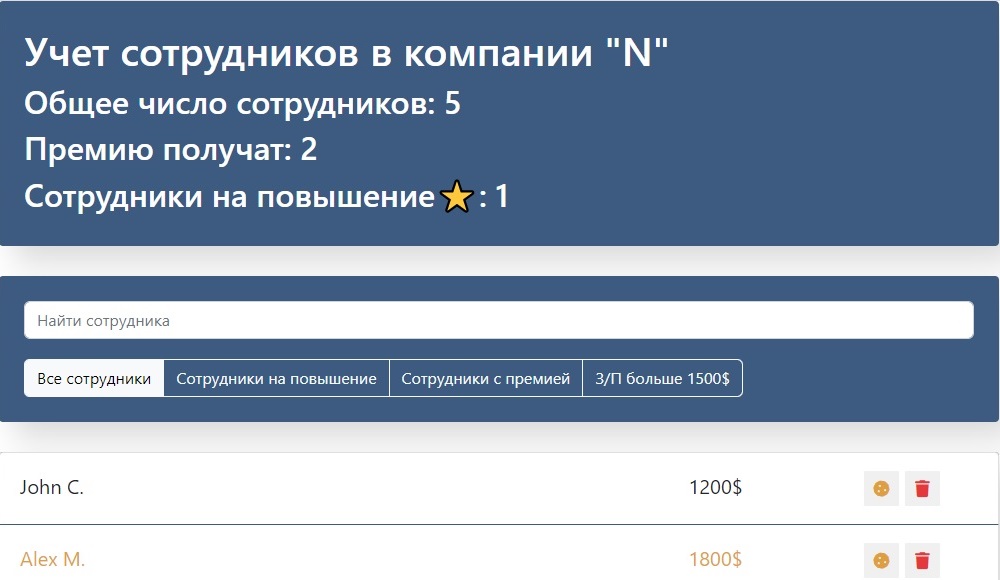 Учет сотрудников в компании "N"
Общее число сотрудников: 5
Премию получат: 2
Сотрудники на повышение⭐: 1
Найти сотрудника
Все сотрудники Сотрудники на повышение Сотрудники с премией З/П больше 1500$
John C. 1200$
Alex M. 1800$